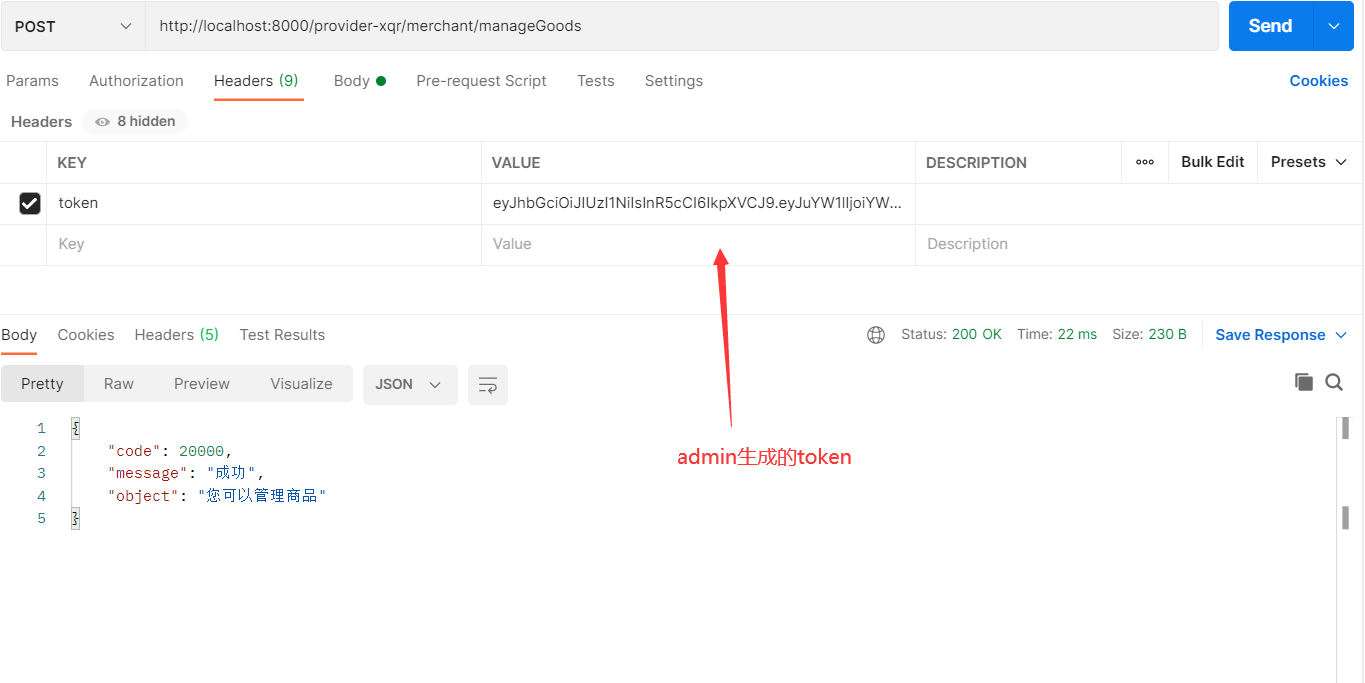 POST http://localhost:8000/provider-xqr/merchant/manageGoods Send
Params Authorization Headers (9) Body Pre-request Script Tests Settings Cookies
Headers 8 hidden
KEY VALUE DESCRIPTION ooo Bulk Edit Presets
token eyJhbGciOiJIUzI1NiIsInR5cCI6IkpXVCJ9.eyJuYW1lIjoiYW...
Key Value Description
Body Cookies Headers (5) Test Results Status: 200 OK Time: 22 ms Size: 230 B Save Response
Pretty Raw Preview Visualize JSON
1 {
2 "code": 20000,
3 "message": "成功",
4 "object": "您可以管理商品"
5 }
admin生成的token